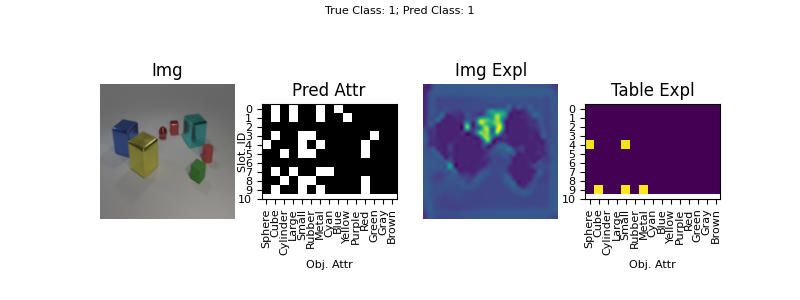 True Class: 1; Pred Class: 1
Img
Pred Attr
Img Expl
Table Expl
Slot. ID
0
1
2
3
4
5
6
7
8
9
10
0
1
2
3
4
5
6
7
8
9
10
Sphere
Cube
Cylinder
Large
Small
Rubber
Metal
Cyan
Blue
Yellow
Purple
Red
Green
Gray
Brown
Sphere
Cube
Cylinder
Large
Small
Rubber
Metal
Cyan
Blue
Yellow
Purple
Red
Green
Gray
Brown
Obj. Attr
Obj. Attr